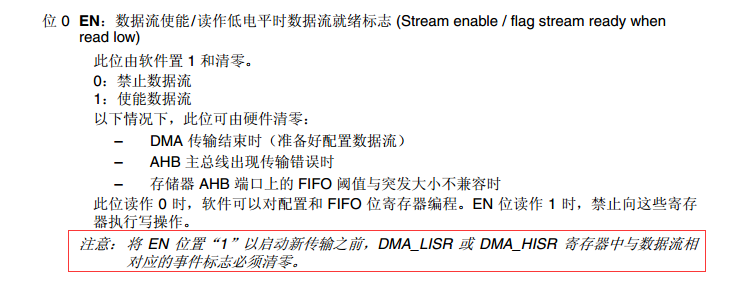 位 0 EN：数据流使能/读作低电平时数据流就绪标志 (Stream enable / flag stream ready when
read low)
此位由软件置 1 和清零。
0：禁止数据流
1：使能数据流
以下情况下，此位可由硬件清零：
– DMA 传输结束时（准备好配置数据流）
– AHB 主总线出现传输错误时
– 存储器 AHB 端口上的 FIFO 阈值与突发大小不兼容时
此位读作 0 时，软件可以对配置和 FIFO 位寄存器编程。EN 位读作 1 时，禁止向这些寄存
器执行写操作。
注意：将 EN 位置“1”以启动新传输之前，DMA_LISR 或 DMA_HISR 寄存器中与数据流相
对应的事件标志必须清零。